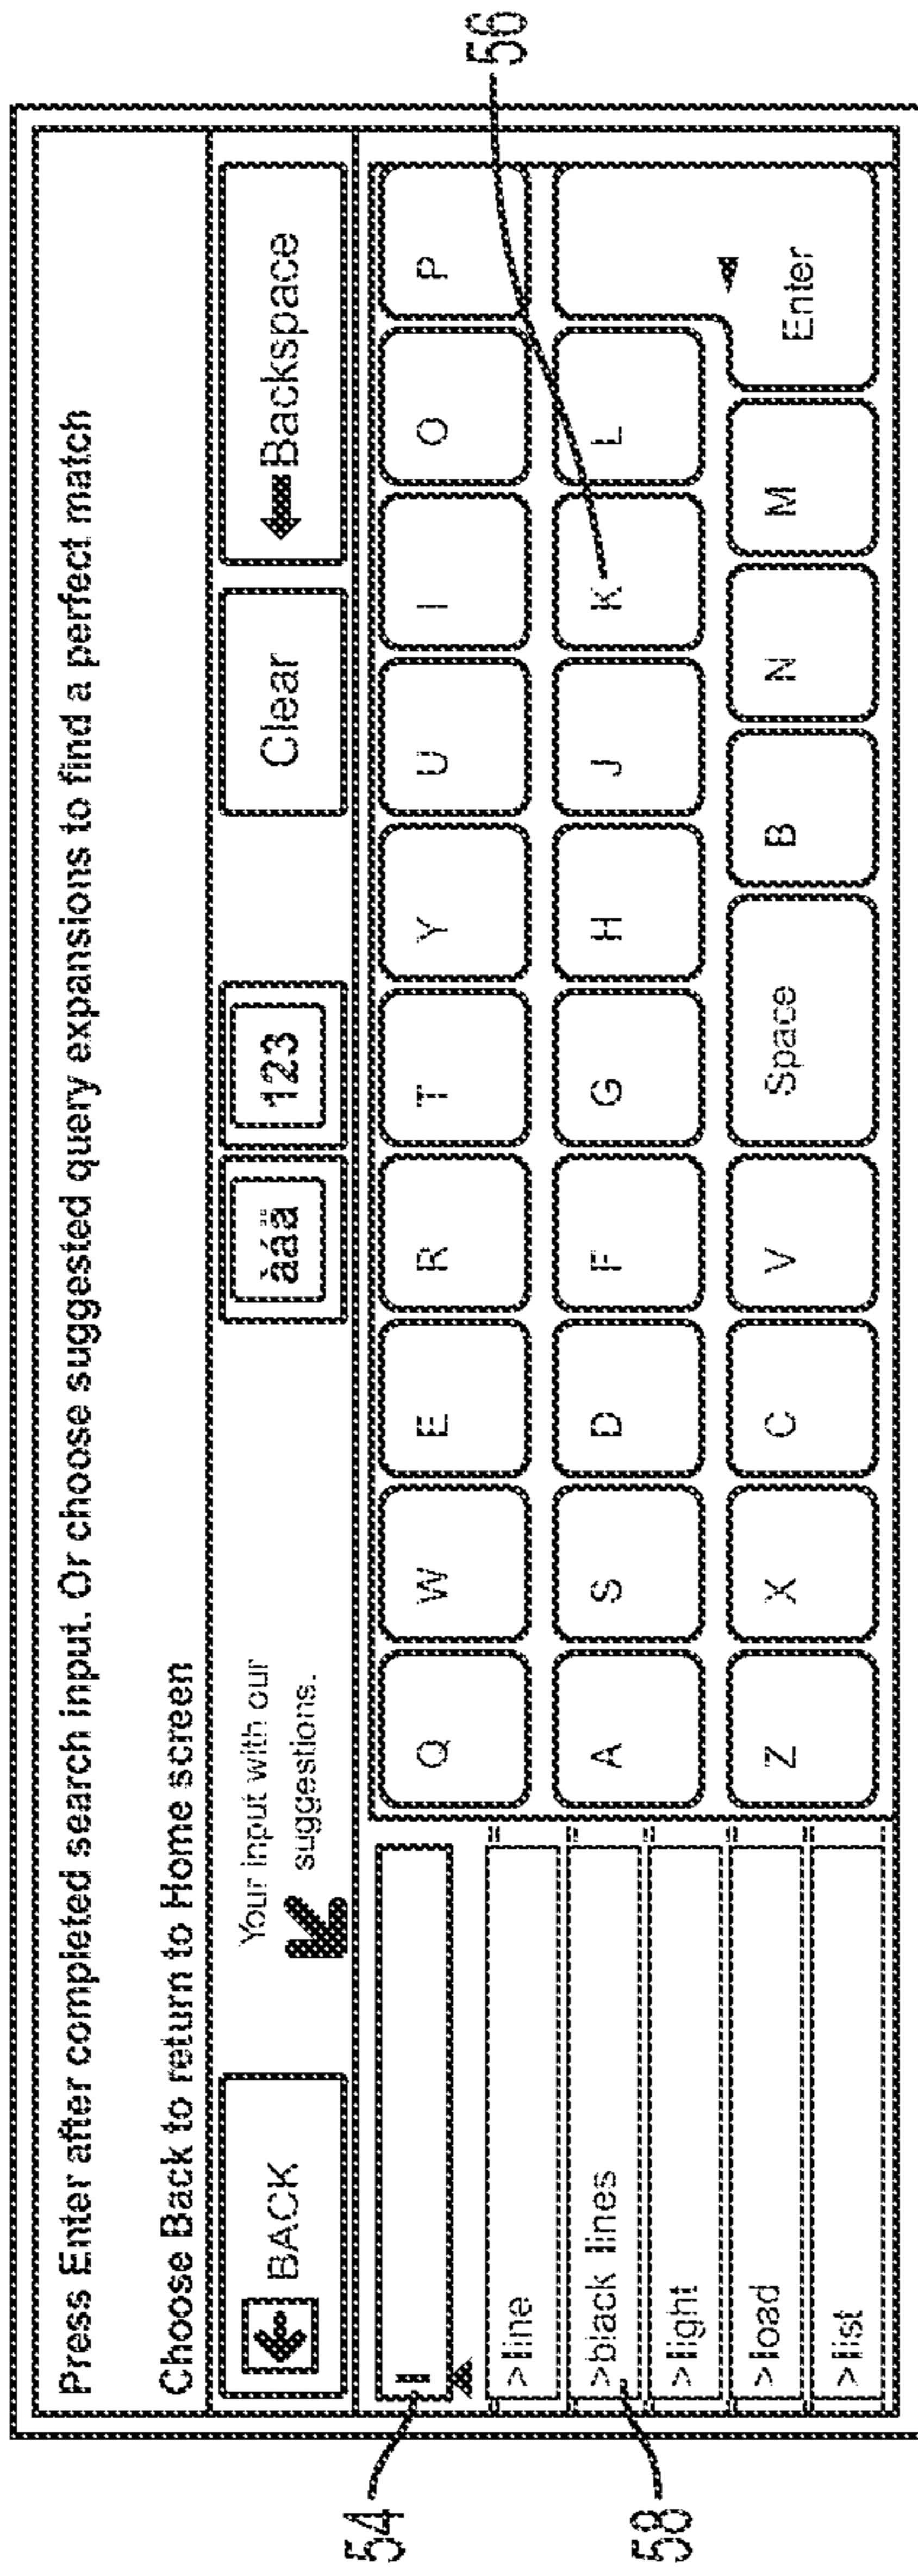 Press Enter after completed search input. Or choose suggested query expansions to find a perfect match
Choose Back to return to Home screen
BACK
Your input with our
suggestions.
àáä
123
Clear
Backspace
54
l
>line
>black lines
>light
>load
>list
58
Q W E R T Y U I O P
A S D F G H J K L
Z X C V Space B N M Enter
56